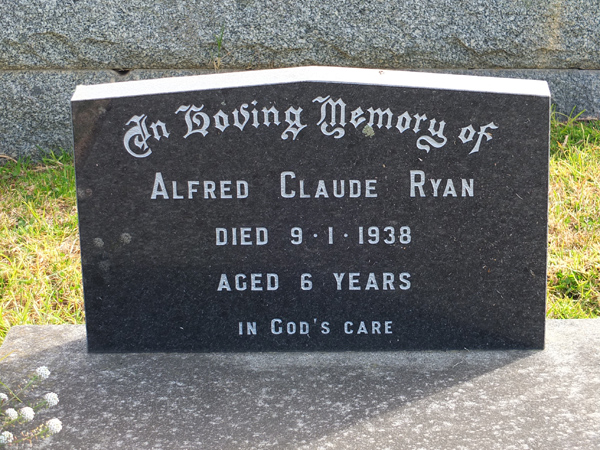 In Loving Memory of
ALFRED CLAUDE RYAN
DIED 9·1·1938
AGED 6 YEARS
IN GOD'S CARE